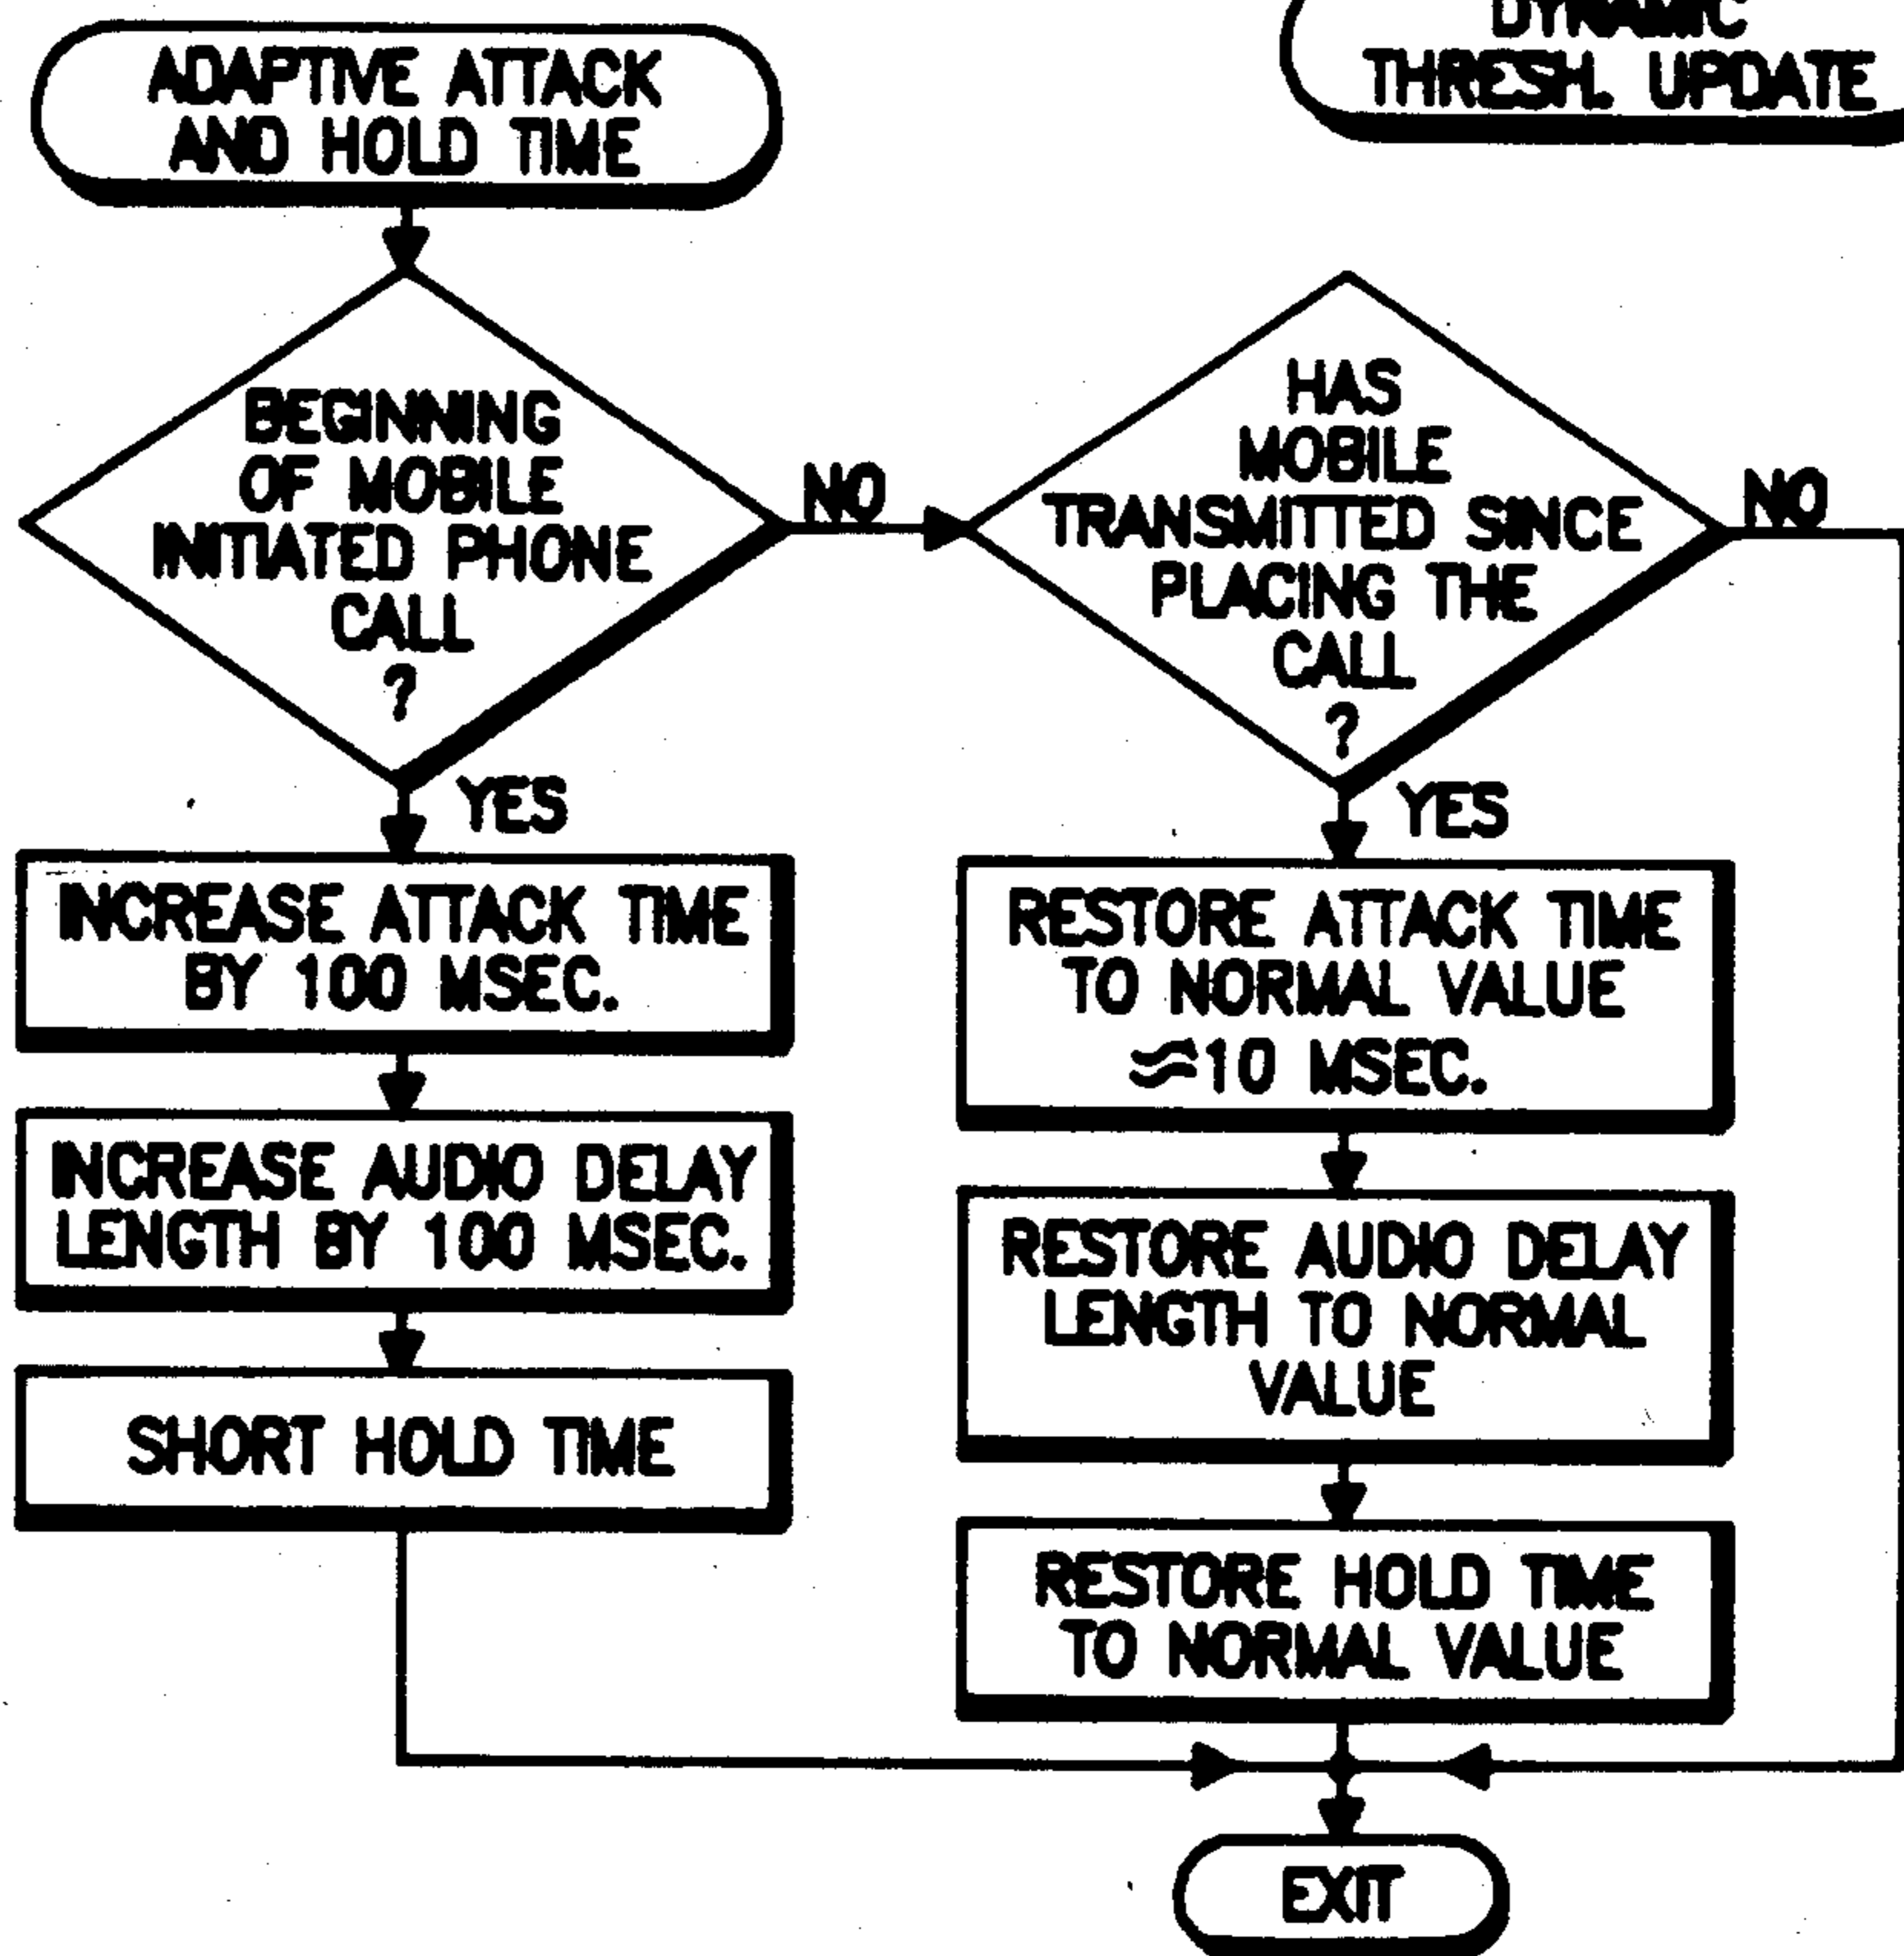 ADAPTIVE ATTACK
AND HOLD TIME
DYNAMIC
THRESH. UPDATE
BEGINNING
OF MOBILE
INITIATED PHONE
CALL
?
NO
YES
HAS
MOBILE
TRANSMITTED SINCE
PLACING THE
CALL
?
NO
YES
INCREASE ATTACK TIME
BY 100 MSEC.
INCREASE AUDIO DELAY
LENGTH BY 100 MSEC.
SHORT HOLD TIME
RESTORE ATTACK TIME
TO NORMAL VALUE
≈10 MSEC.
RESTORE AUDIO DELAY
LENGTH TO NORMAL
VALUE
RESTORE HOLD TIME
TO NORMAL VALUE
EXIT